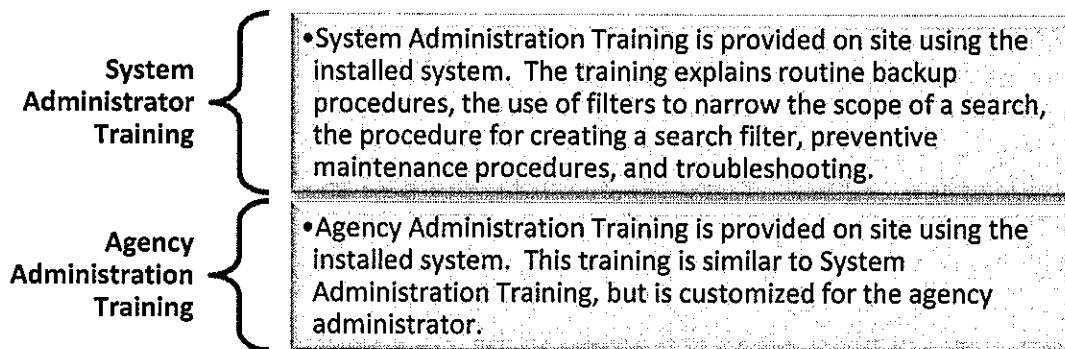 System
Administrator
Training
•System Administration Training is provided on site using the
installed system. The training explains routine backup
procedures, the use of filters to narrow the scope of a search,
the procedure for creating a search filter, preventive
maintenance procedures, and troubleshooting.
Agency
Administration
Training
•Agency Administration Training is provided on site using the
installed system. This training is similar to System
Administration Training, but is customized for the agency
administrator.